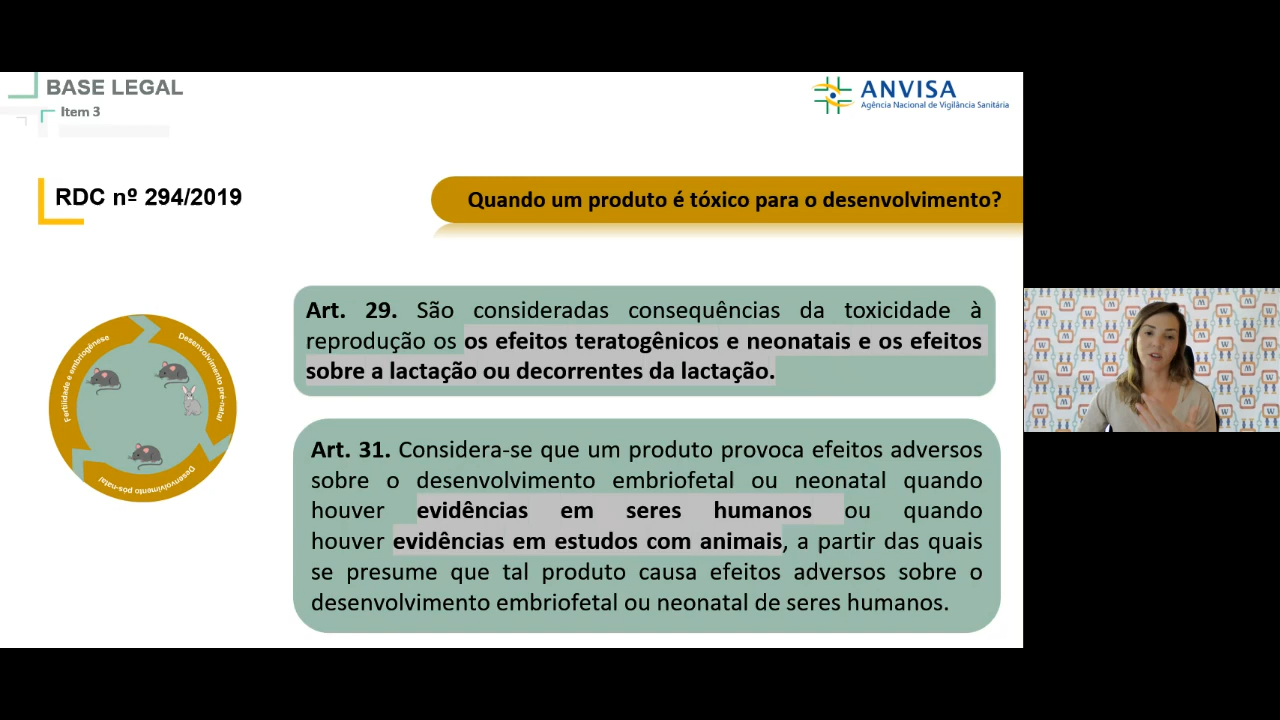 BASE LEGAL
Item 3
ANVISA
Agência Nacional de Vigilância Sanitária
RDC nº 294/2019
Quando um produto é tóxico para o desenvolvimento?
Art. 29. São consideradas consequências da toxicidade à
reprodução os os efeitos teratogênicos e neonatais e os efeitos
sobre a lactação ou decorrentes da lactação.
Fertilidade e embriogênese
Desenvolvimento pré-natal
Desenvolvimento pós-natal
Art. 31. Considera-se que um produto provoca efeitos adversos
sobre o desenvolvimento embriofetal ou neonatal quando
houver evidências em seres humanos ou quando
houver evidências em estudos com animais, a partir das quais
se presume que tal produto causa efeitos adversos sobre o
desenvolvimento embriofetal ou neonatal de seres humanos.